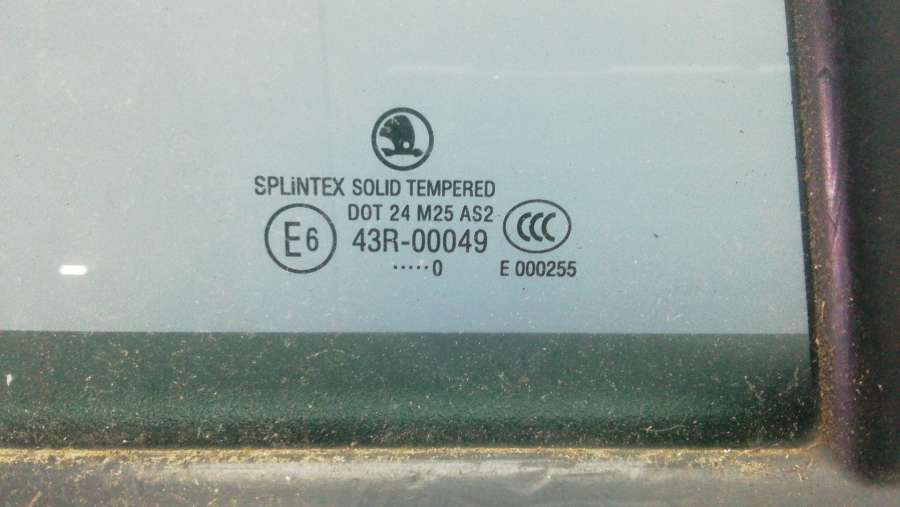 SPLiNTEX SOLID TEMPERED
DOT 24 M25 AS2
E6 43R-00049 CCC
.....0 E 000255